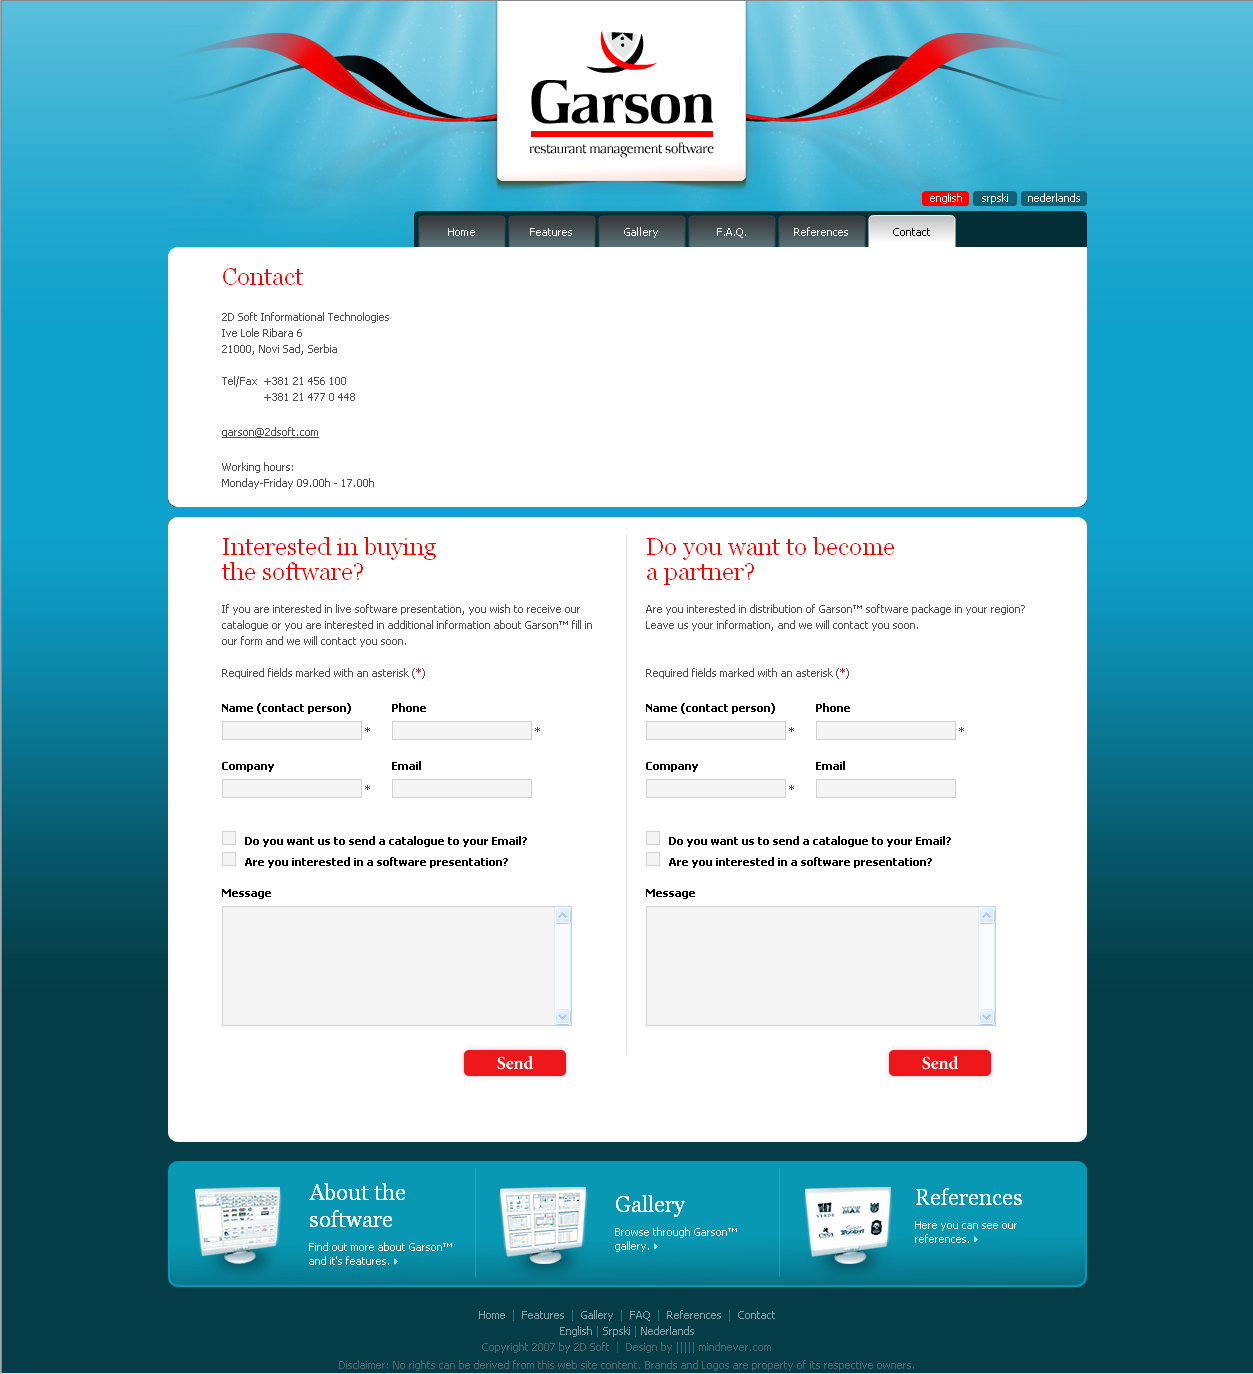 Garson
restaurant management software
english srpski nederlands
Home Features Gallery F.A.Q. References Contact
Contact
2D Soft Informational Technologies
Ive Lole Ribara 6
21000, Novi Sad, Serbia
Tel/Fax +381 21 456 100
+381 21 477 0 448
garson@2dsoft.com
Working hours:
Monday-Friday 09.00h - 17.00h
Interested in buying
the software?
If you are interested in live software presentation, you wish to receive our
catalogue or you are interested in additional information about Garson™ fill in
our form and we will contact you soon.
Required fields marked with an asterisk (*)
Name (contact person) Phone
* *
Company Email
*
Do you want us to send a catalogue to your Email?
Are you interested in a software presentation?
Message
Send
Do you want to become
a partner?
Are you interested in distribution of Garson™ software package in your region?
Leave us your information, and we will contact you soon.
Required fields marked with an asterisk (*)
Name (contact person) Phone
* *
Company Email
*
Do you want us to send a catalogue to your Email?
Are you interested in a software presentation?
Message
Send
About the
software
Find out more about Garson™
and it's features.
Gallery
Browse through Garson™
gallery.
References
Here you can see our
references.
Home | Features | Gallery | FAQ | References | Contact
English | Srpski | Nederlands
Copyright 2007 by 2D Soft | Design by ||||| mindnever.com
Disclaimer: No rights can be derived from this web site content. Brands and Logos are property of its respective owners.